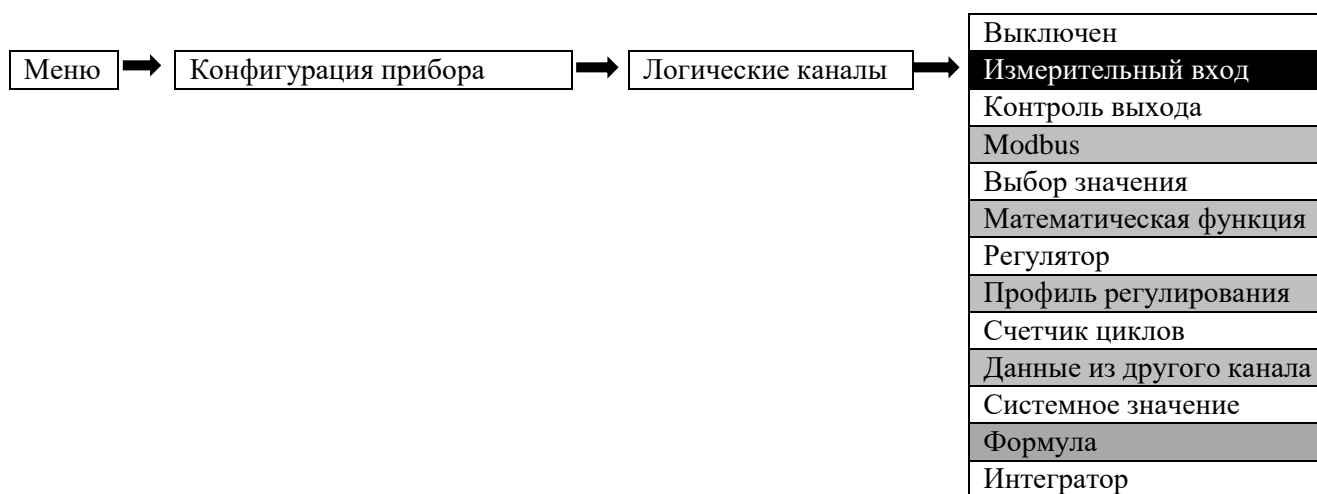 Меню
Конфигурация прибора
Логические каналы
Выключен
Измерительный вход
Контроль выхода
Modbus
Выбор значения
Математическая функция
Регулятор
Профиль регулирования
Счетчик циклов
Данные из другого канала
Системное значение
Формула
Интегратор